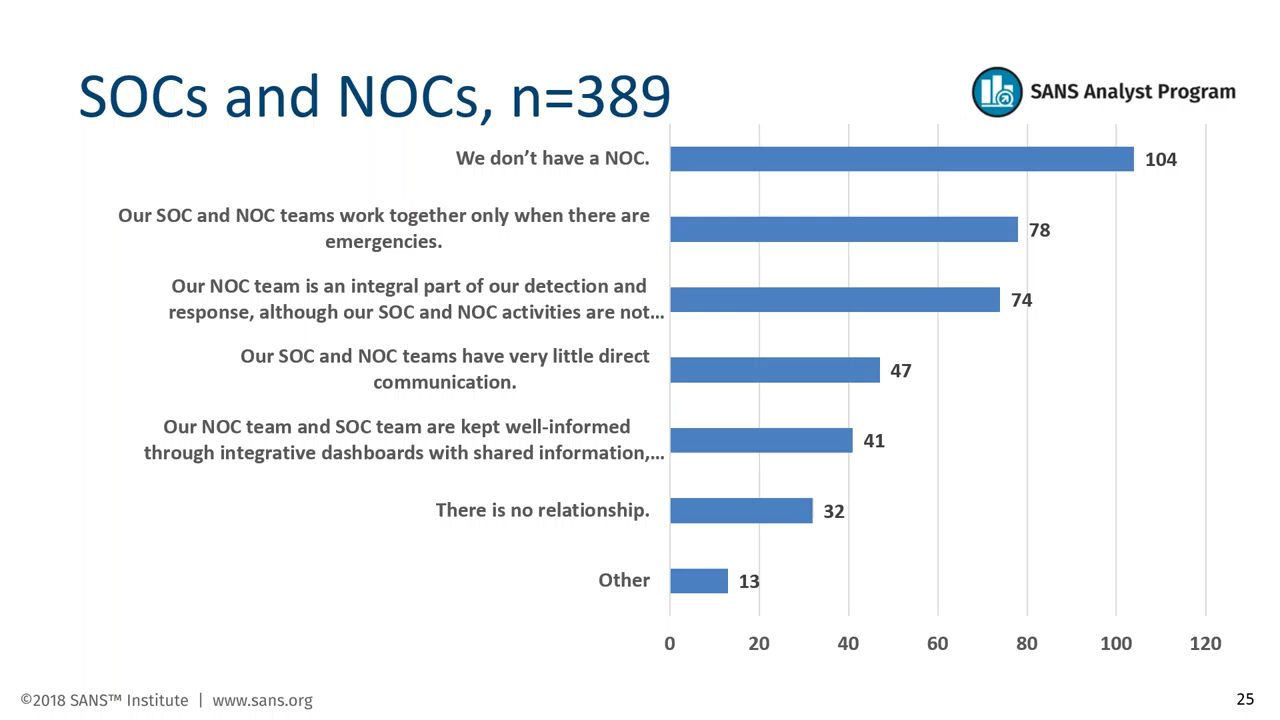 SOCs and NOCs, n=389
SANS Analyst Program
We don’t have a NOC.
104
Our SOC and NOC teams work together only when there are
emergencies.
78
Our NOC team is an integral part of our detection and
response, although our SOC and NOC activities are not...
74
Our SOC and NOC teams have very little direct
communication.
47
Our NOC team and SOC team are kept well-informed
through integrative dashboards with shared information,...
41
There is no relationship.
32
Other
13
0 20 40 60 80 100 120
©2018 SANS™ Institute | www.sans.org
25